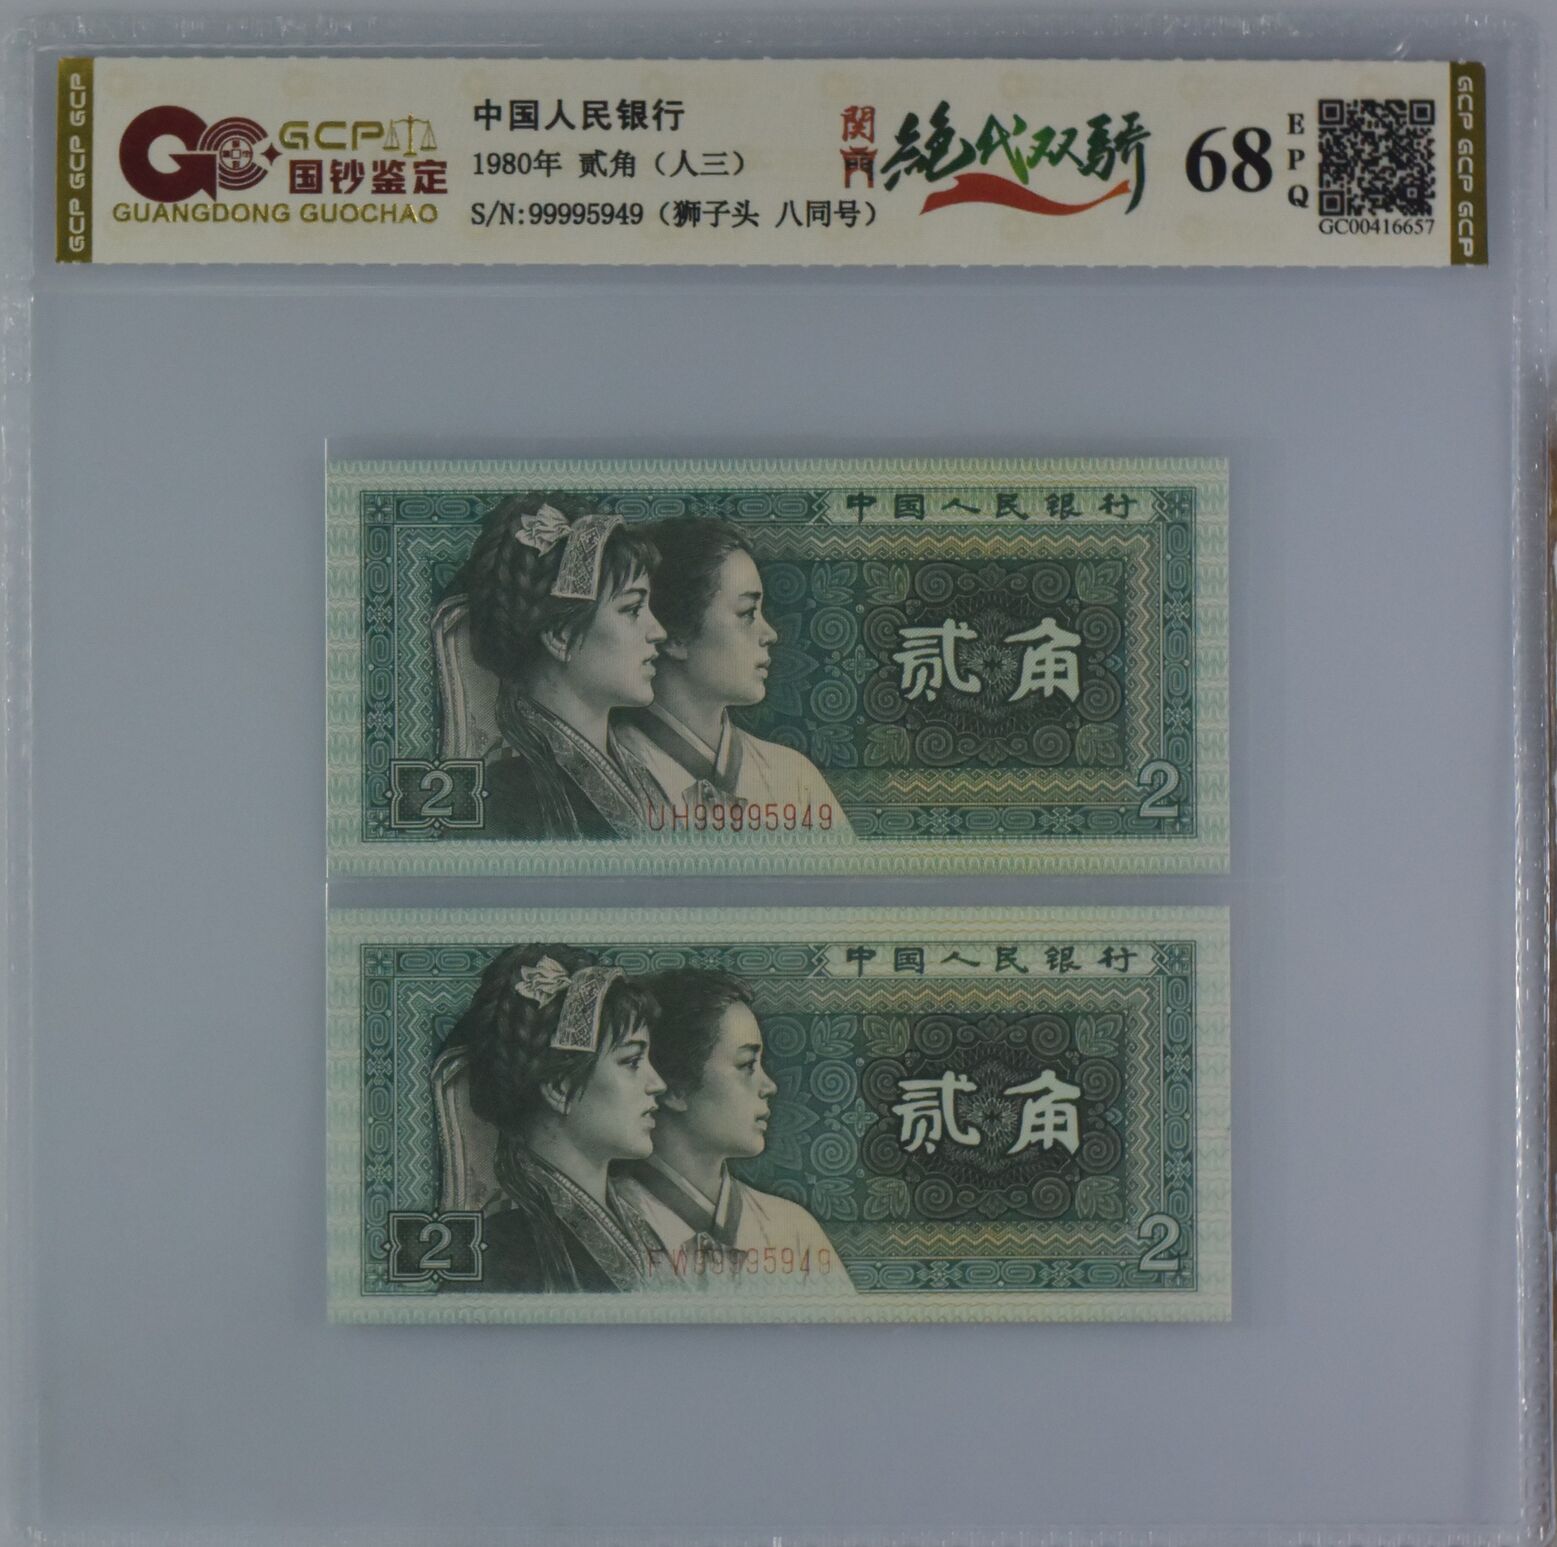 GCP GCP GCP
GCP
国钞鉴定
GUANGDONG GUOCHAO
中国人民银行
1980年 贰角（人三）
S/N:99995949（狮子头 八同号）
绝代双骄
68
EPQ
GC00416657
GCP GCP GCP
中国人民银行
贰角
2
UH99995949
2
中国人民银行
贰角
2
FW99995949
2